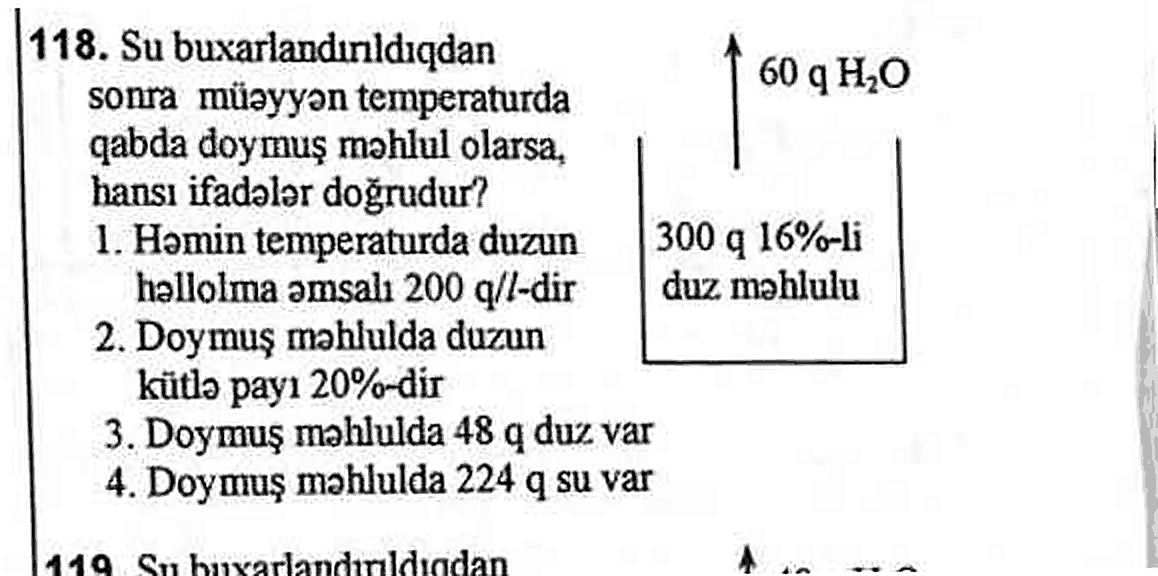 118. Su buxarlandırıldıqdan
sonra müəyyən temperaturda
qabda doymuş məhlul olarsa,
hansı ifadələr doğrudur?
1. Həmin temperaturda duzun
həllolma əmsalı 200 q/l-dir
2. Doymuş məhlulda duzun
kütlə payı 20%-dir
3. Doymuş məhlulda 48 q duz var
4. Doymuş məhlulda 224 q su var
60 q H₂O
300 q 16%-li
duz məhlulu
119. Su buxarlandırıldıqdan